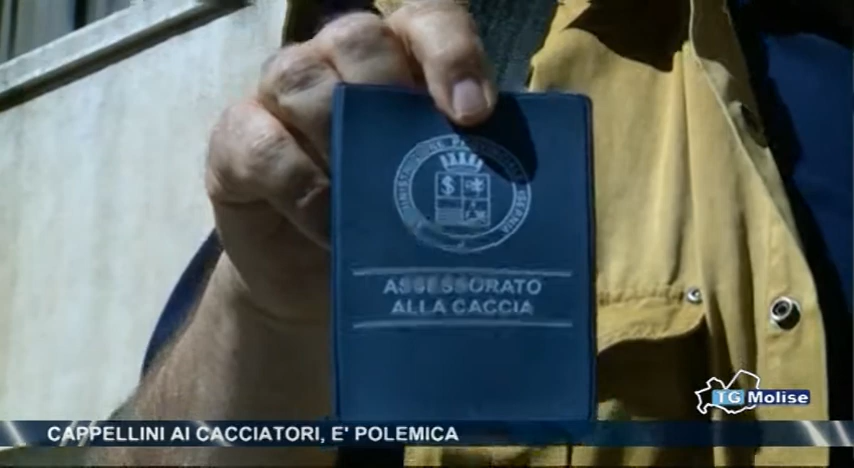 ASSESSORATO
ALLA CACCIA
TG Molise
CAPPELLINI AI CACCIATORI, E' POLEMICA